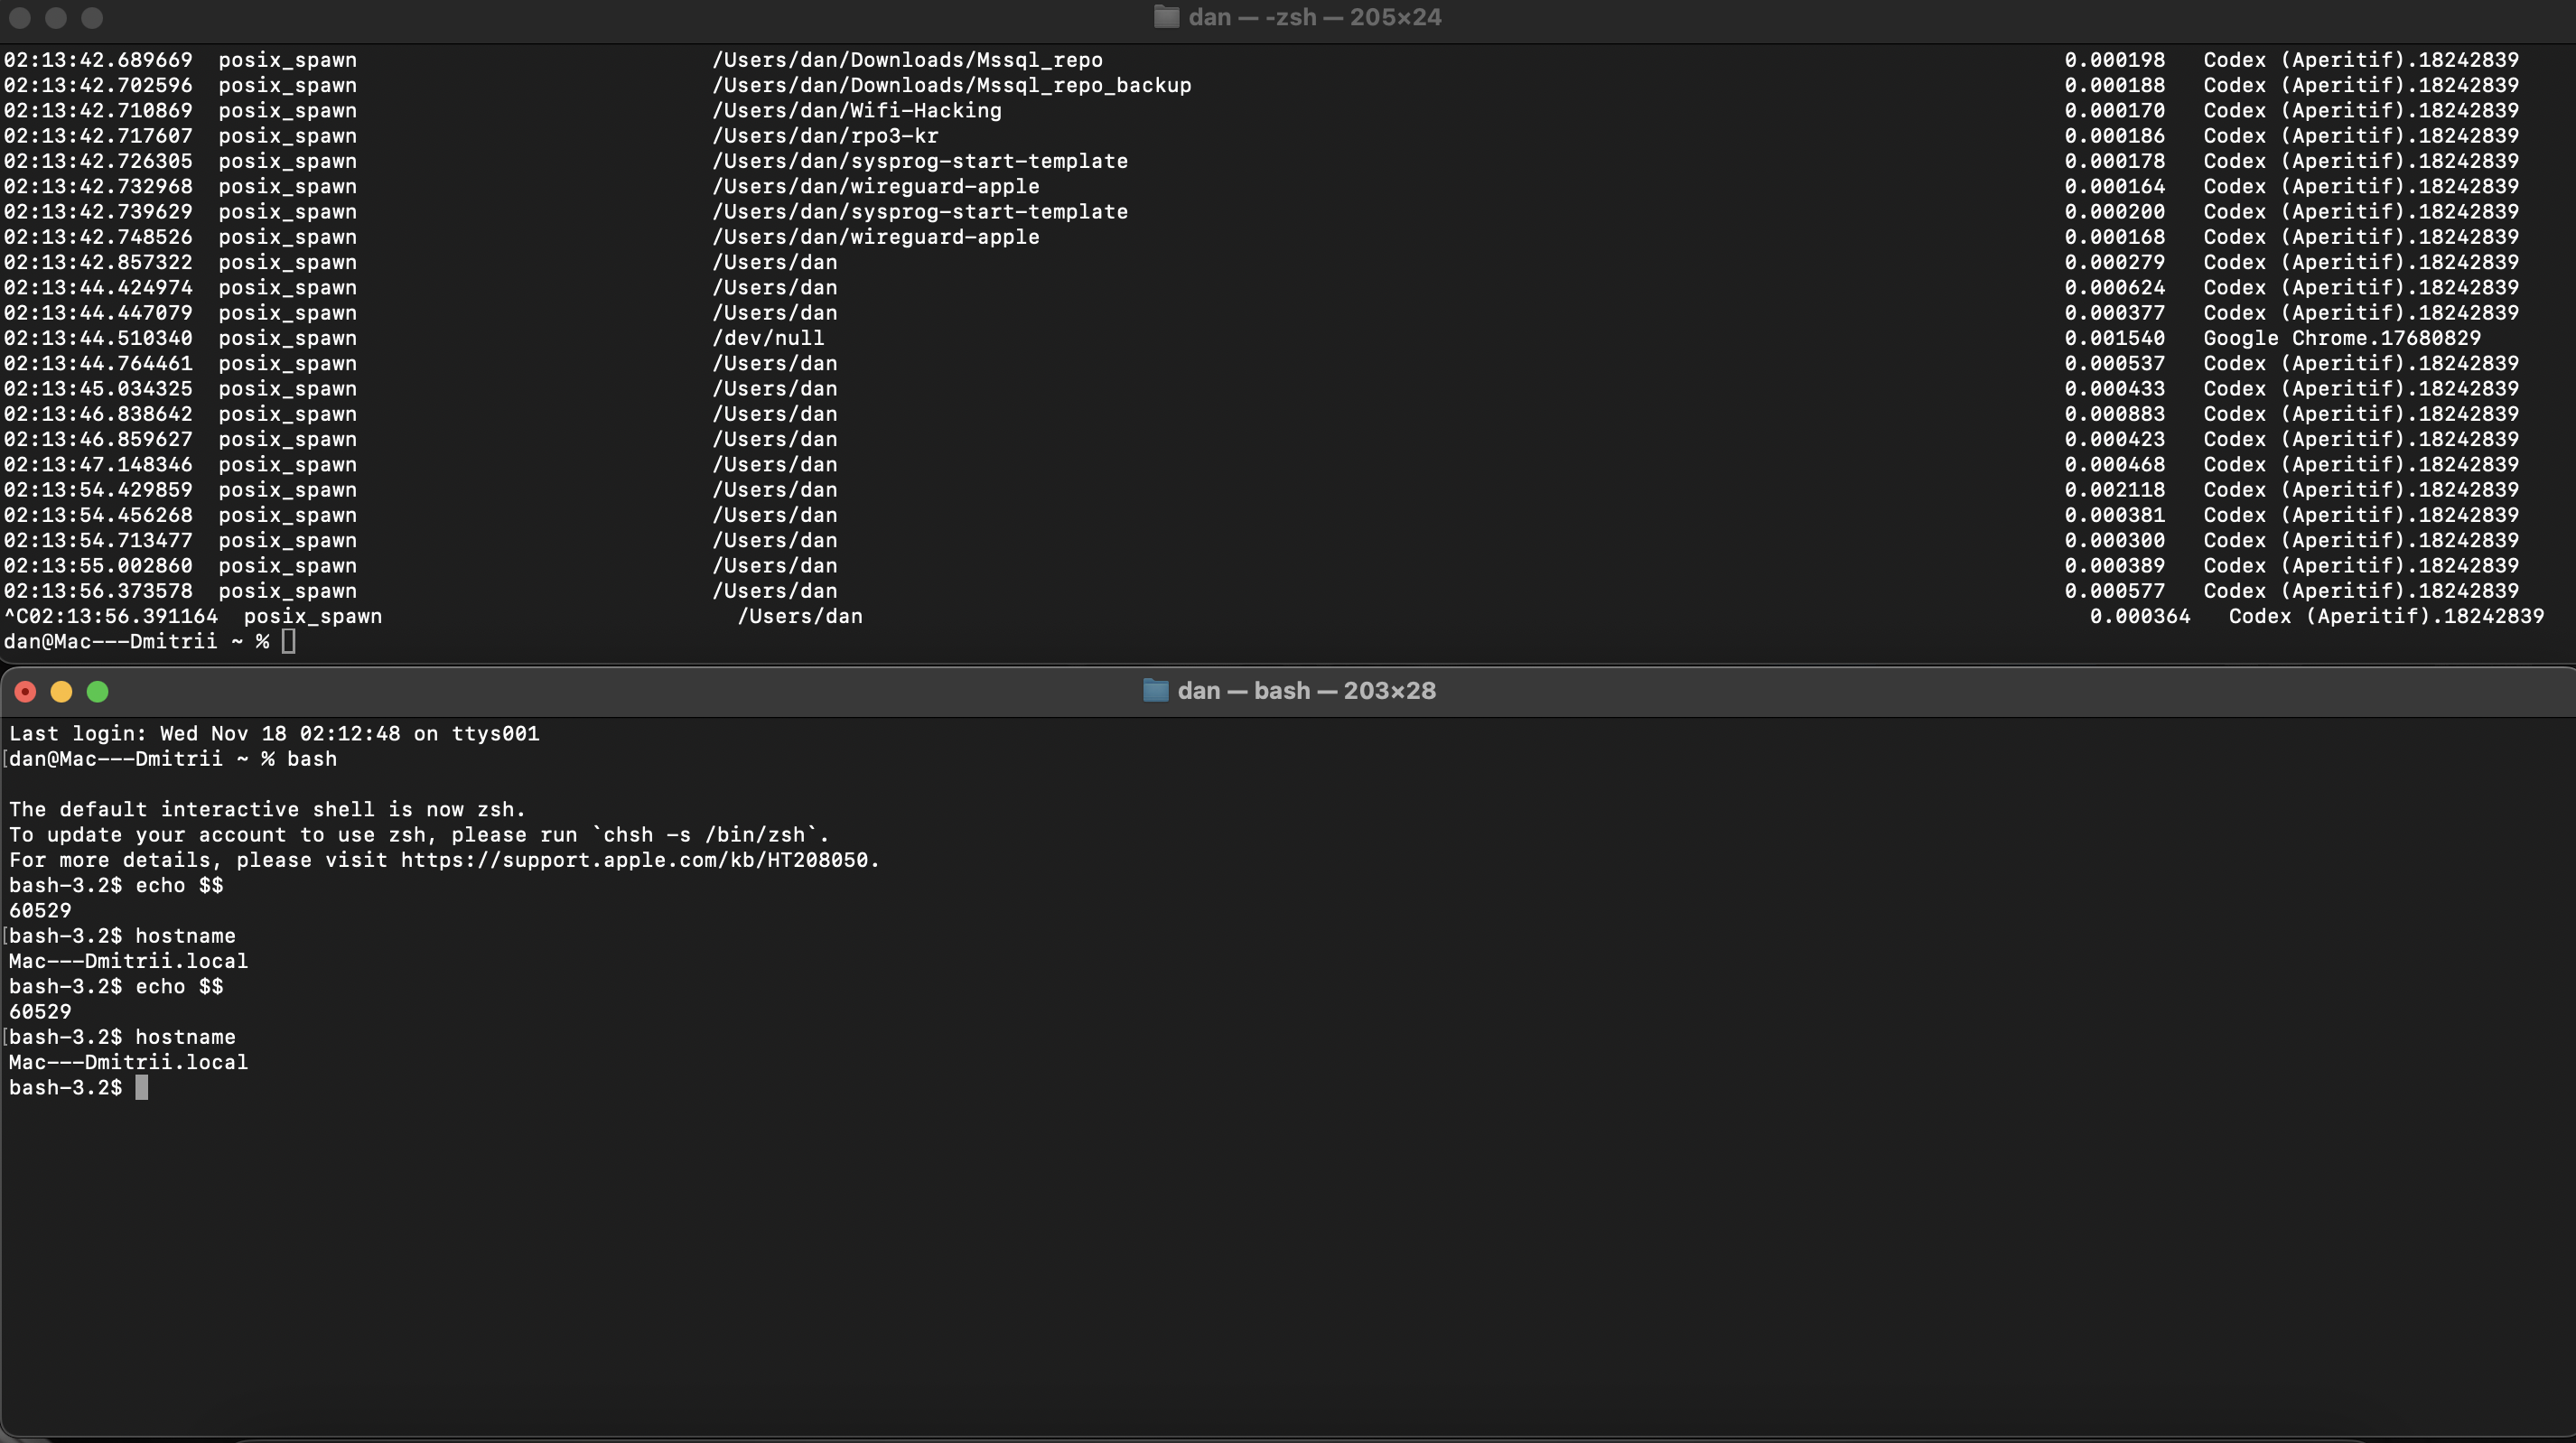 dan — -zsh — 205×24
02:13:42.689669 posix_spawn /Users/dan/Downloads/Mssql_repo 0.000198 Codex (Aperitif).18242839
02:13:42.702596 posix_spawn /Users/dan/Downloads/Mssql_repo_backup 0.000188 Codex (Aperitif).18242839
02:13:42.710869 posix_spawn /Users/dan/Wifi-Hacking 0.000170 Codex (Aperitif).18242839
02:13:42.717607 posix_spawn /Users/dan/rpo3-kr 0.000186 Codex (Aperitif).18242839
02:13:42.726305 posix_spawn /Users/dan/sysprog-start-template 0.000178 Codex (Aperitif).18242839
02:13:42.732968 posix_spawn /Users/dan/wireguard-apple 0.000164 Codex (Aperitif).18242839
02:13:42.739629 posix_spawn /Users/dan/sysprog-start-template 0.000200 Codex (Aperitif).18242839
02:13:42.748526 posix_spawn /Users/dan/wireguard-apple 0.000168 Codex (Aperitif).18242839
02:13:42.857322 posix_spawn /Users/dan 0.000279 Codex (Aperitif).18242839
02:13:44.424974 posix_spawn /Users/dan 0.000624 Codex (Aperitif).18242839
02:13:44.447079 posix_spawn /Users/dan 0.000377 Codex (Aperitif).18242839
02:13:44.510340 posix_spawn /dev/null 0.001540 Google Chrome.17680829
02:13:44.764461 posix_spawn /Users/dan 0.000537 Codex (Aperitif).18242839
02:13:45.034325 posix_spawn /Users/dan 0.000433 Codex (Aperitif).18242839
02:13:46.838642 posix_spawn /Users/dan 0.000883 Codex (Aperitif).18242839
02:13:46.859627 posix_spawn /Users/dan 0.000423 Codex (Aperitif).18242839
02:13:47.148346 posix_spawn /Users/dan 0.000468 Codex (Aperitif).18242839
02:13:54.429859 posix_spawn /Users/dan 0.002118 Codex (Aperitif).18242839
02:13:54.456268 posix_spawn /Users/dan 0.000381 Codex (Aperitif).18242839
02:13:54.713477 posix_spawn /Users/dan 0.000300 Codex (Aperitif).18242839
02:13:55.002860 posix_spawn /Users/dan 0.000389 Codex (Aperitif).18242839
02:13:56.373578 posix_spawn /Users/dan 0.000577 Codex (Aperitif).18242839
^C02:13:56.391164 posix_spawn /Users/dan 0.000364 Codex (Aperitif).18242839
dan@Mac---Dmitrii ~ %
dan — bash — 203×28
Last login: Wed Nov 18 02:12:48 on ttys001
[dan@Mac---Dmitrii ~ % bash
The default interactive shell is now zsh.
To update your account to use zsh, please run `chsh -s /bin/zsh`.
For more details, please visit https://support.apple.com/kb/HT208050.
bash-3.2$ echo $$
60529
[bash-3.2$ hostname
Mac---Dmitrii.local
bash-3.2$ echo $$
60529
[bash-3.2$ hostname
Mac---Dmitrii.local
bash-3.2$